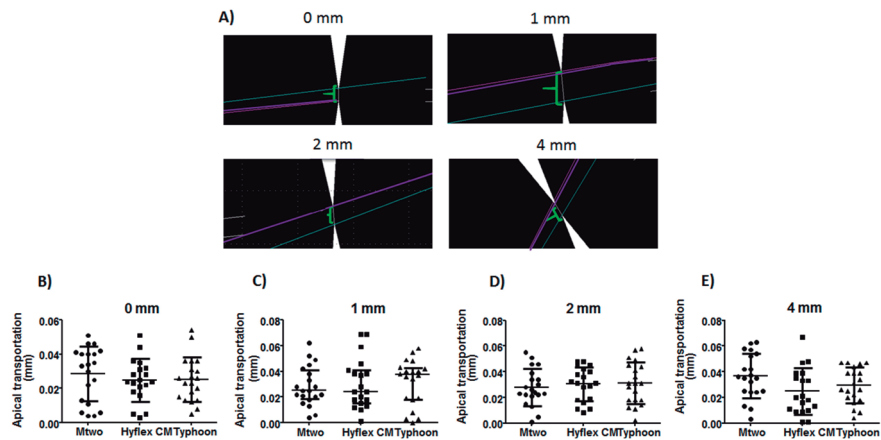 A)
0 mm
1 mm
2 mm
4 mm
B)
0 mm
Apical transportation
(mm)
0.06
0.04
0.02
0.00
Mtwo Hyflex CM Typhoon
C)
1 mm
Apical transportation
(mm)
0.08
0.06
0.04
0.02
0.00
Mtwo Hyflex CM Typhoon
D)
2 mm
Apical transportation
(mm)
0.08
0.06
0.04
0.02
0.00
Mtwo Hyflex CM Typhoon
E)
4 mm
Apical transportation
(mm)
0.08
0.06
0.04
0.02
0.00
Mtwo Hyflex CM Typhoon